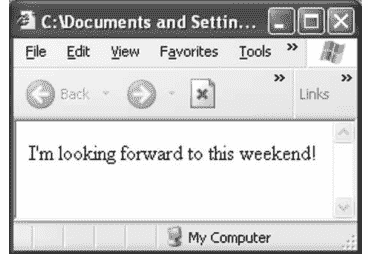 C:\Documents and Settin...
File Edit View Favorites Tools »
Back » Links »
I'm looking forward to this weekend!
My Computer